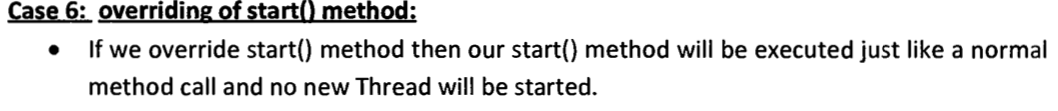 Case 6: overriding of start() method:
• If we override start() method then our start() method will be executed just like a normal
method call and no new Thread will be started.